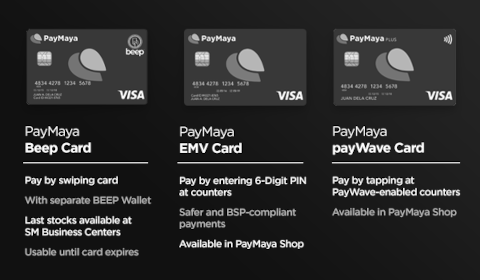 PayMaya
beep
4834 4278 1234 5678
VISA
PayMaya
4834 4278 1234 5678
VISA
PayMaya PLUS
4834 4278 1234 5678
JUAN DELA CRUZ
VISA
PayMaya
Beep Card
Pay by swiping card
With separate BEEP Wallet
Last stocks available at
SM Business Centers
Usable until card expires
PayMaya
EMV Card
Pay by entering 6-Digit PIN
at counters
Safer and BSP-compliant
payments
Available in PayMaya Shop
PayMaya
payWave Card
Pay by tapping at
PayWave-enabled counters
Available in PayMaya Shop